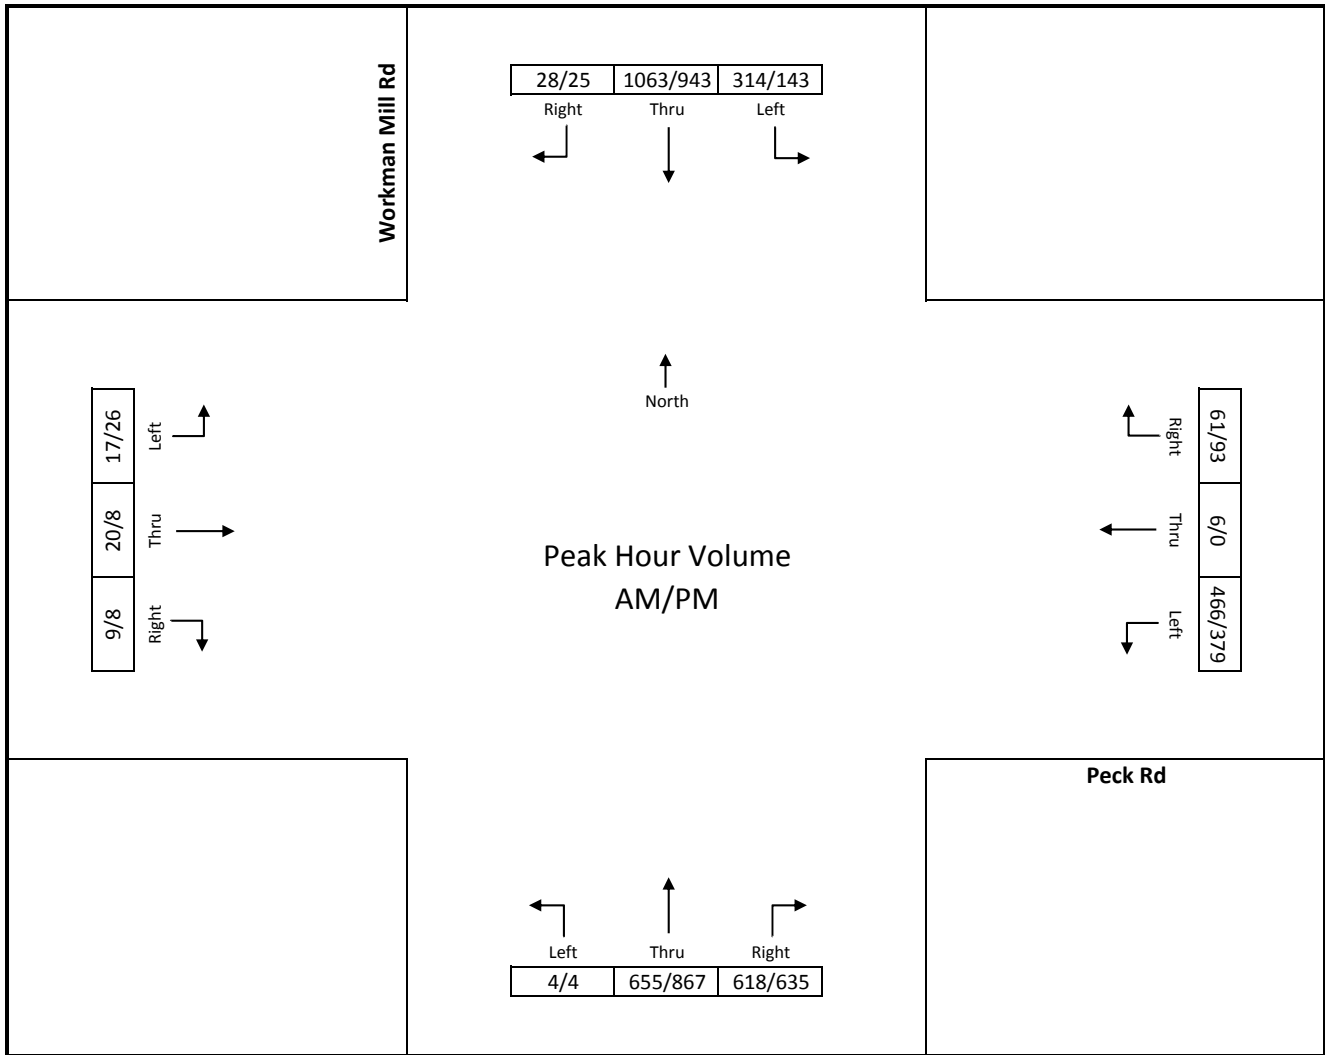 Workman Mill Rd
28/25 1063/943 314/143
Right Thru Left
North
17/26
Left
20/8
Thru
9/8
Right
61/93
Right
6/0
Thru
466/379
Left
Peak Hour Volume
AM/PM
Peck Rd
Left Thru Right
4/4 655/867 618/635